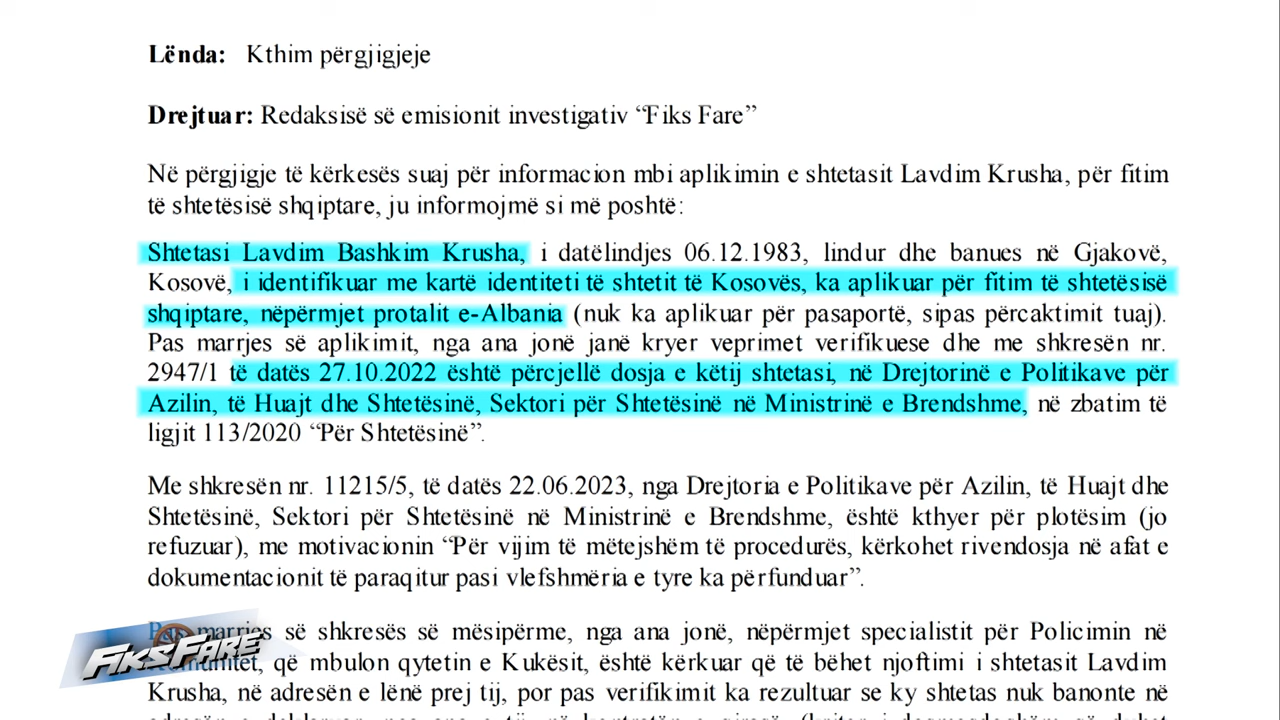 Lënda: Kthim përgjigjeje
Drejtuar: Redaksisë së emisionit investigativ “Fiks Fare”
Në përgjigje të kërkesës suaj për informacion mbi aplikimin e shtetasit Lavdim Krusha, për fitim
të shtetësisë shqiptare, ju informojmë si më poshtë:
Shtetasi Lavdim Bashkim Krusha, i datëlindjes 06.12.1983, lindur dhe banues në Gjakovë,
Kosovë, i identifikuar me kartë identiteti të shtetit të Kosovës, ka aplikuar për fitim të shtetësisë
shqiptare, nëpërmjet protalit e-Albania (nuk ka aplikuar për pasaportë, sipas përcaktimit tuaj).
Pas marrjes së aplikimit, nga ana jonë janë kryer veprimet verifikuese dhe me shkresën nr.
2947/1 të datës 27.10.2022 është përcjellë dosja e këtij shtetasi, në Drejtorinë e Politikave për
Azilin, të Huajt dhe Shtetësinë, Sektori për Shtetësinë në Ministrinë e Brendshme, në zbatim të
ligjit 113/2020 “Për Shtetësinë”.
Me shkresën nr. 11215/5, të datës 22.06.2023, nga Drejtoria e Politikave për Azilin, të Huajt dhe
Shtetësinë, Sektori për Shtetësinë në Ministrinë e Brendshme, është kthyer për plotësim (jo
refuzuar), me motivacionin “Për vijim të mëtejshëm të procedurës, kërkohet rivendosja në afat e
dokumentacionit të paraqitur pasi vlefshmëria e tyre ka përfunduar”.
Pas marrjes së shkresës së mësipërme, nga ana jonë, nëpërmjet specialistit për Policimin në
Komunitet, që mbulon qytetin e Kukësit, është kërkuar që të bëhet njoftimi i shtetasit Lavdim
Krusha, në adresën e lënë prej tij, por pas verifikimit ka rezultuar se ky shtetas nuk banonte në
FIKS FARE